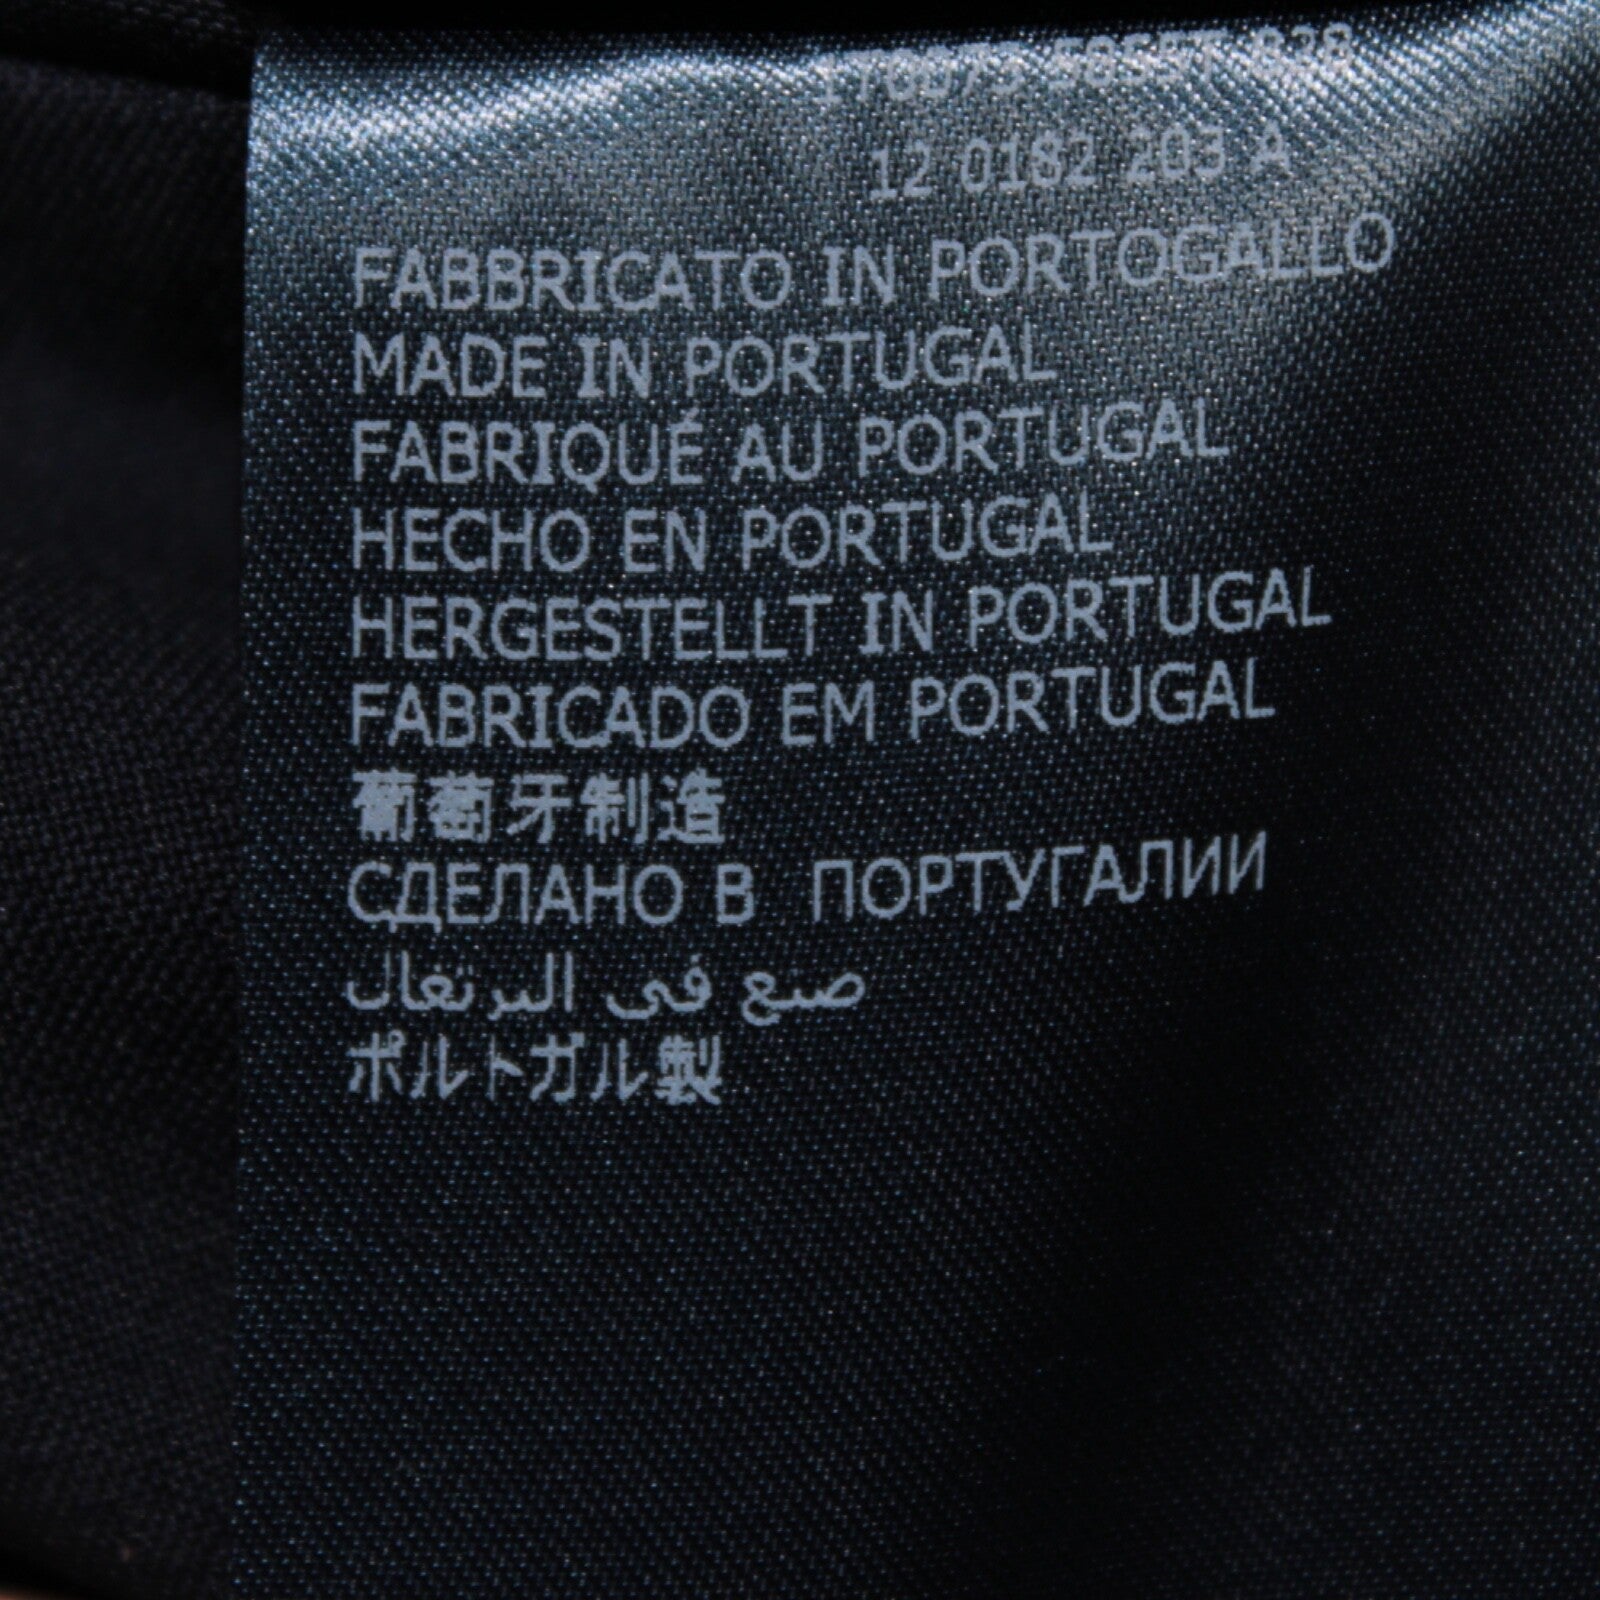 12 0182 203 A
FABBRICATO IN PORTOGALLO
MADE IN PORTUGAL
FABRIQUÉ AU PORTUGAL
HECHO EN PORTUGAL
HERGESTELLT IN PORTUGAL
FABRICADO EM PORTUGAL
葡萄牙制造
СДЕЛАНО В ПОРТУГАЛИИ
صنع في البرتغال
ポルトガル製